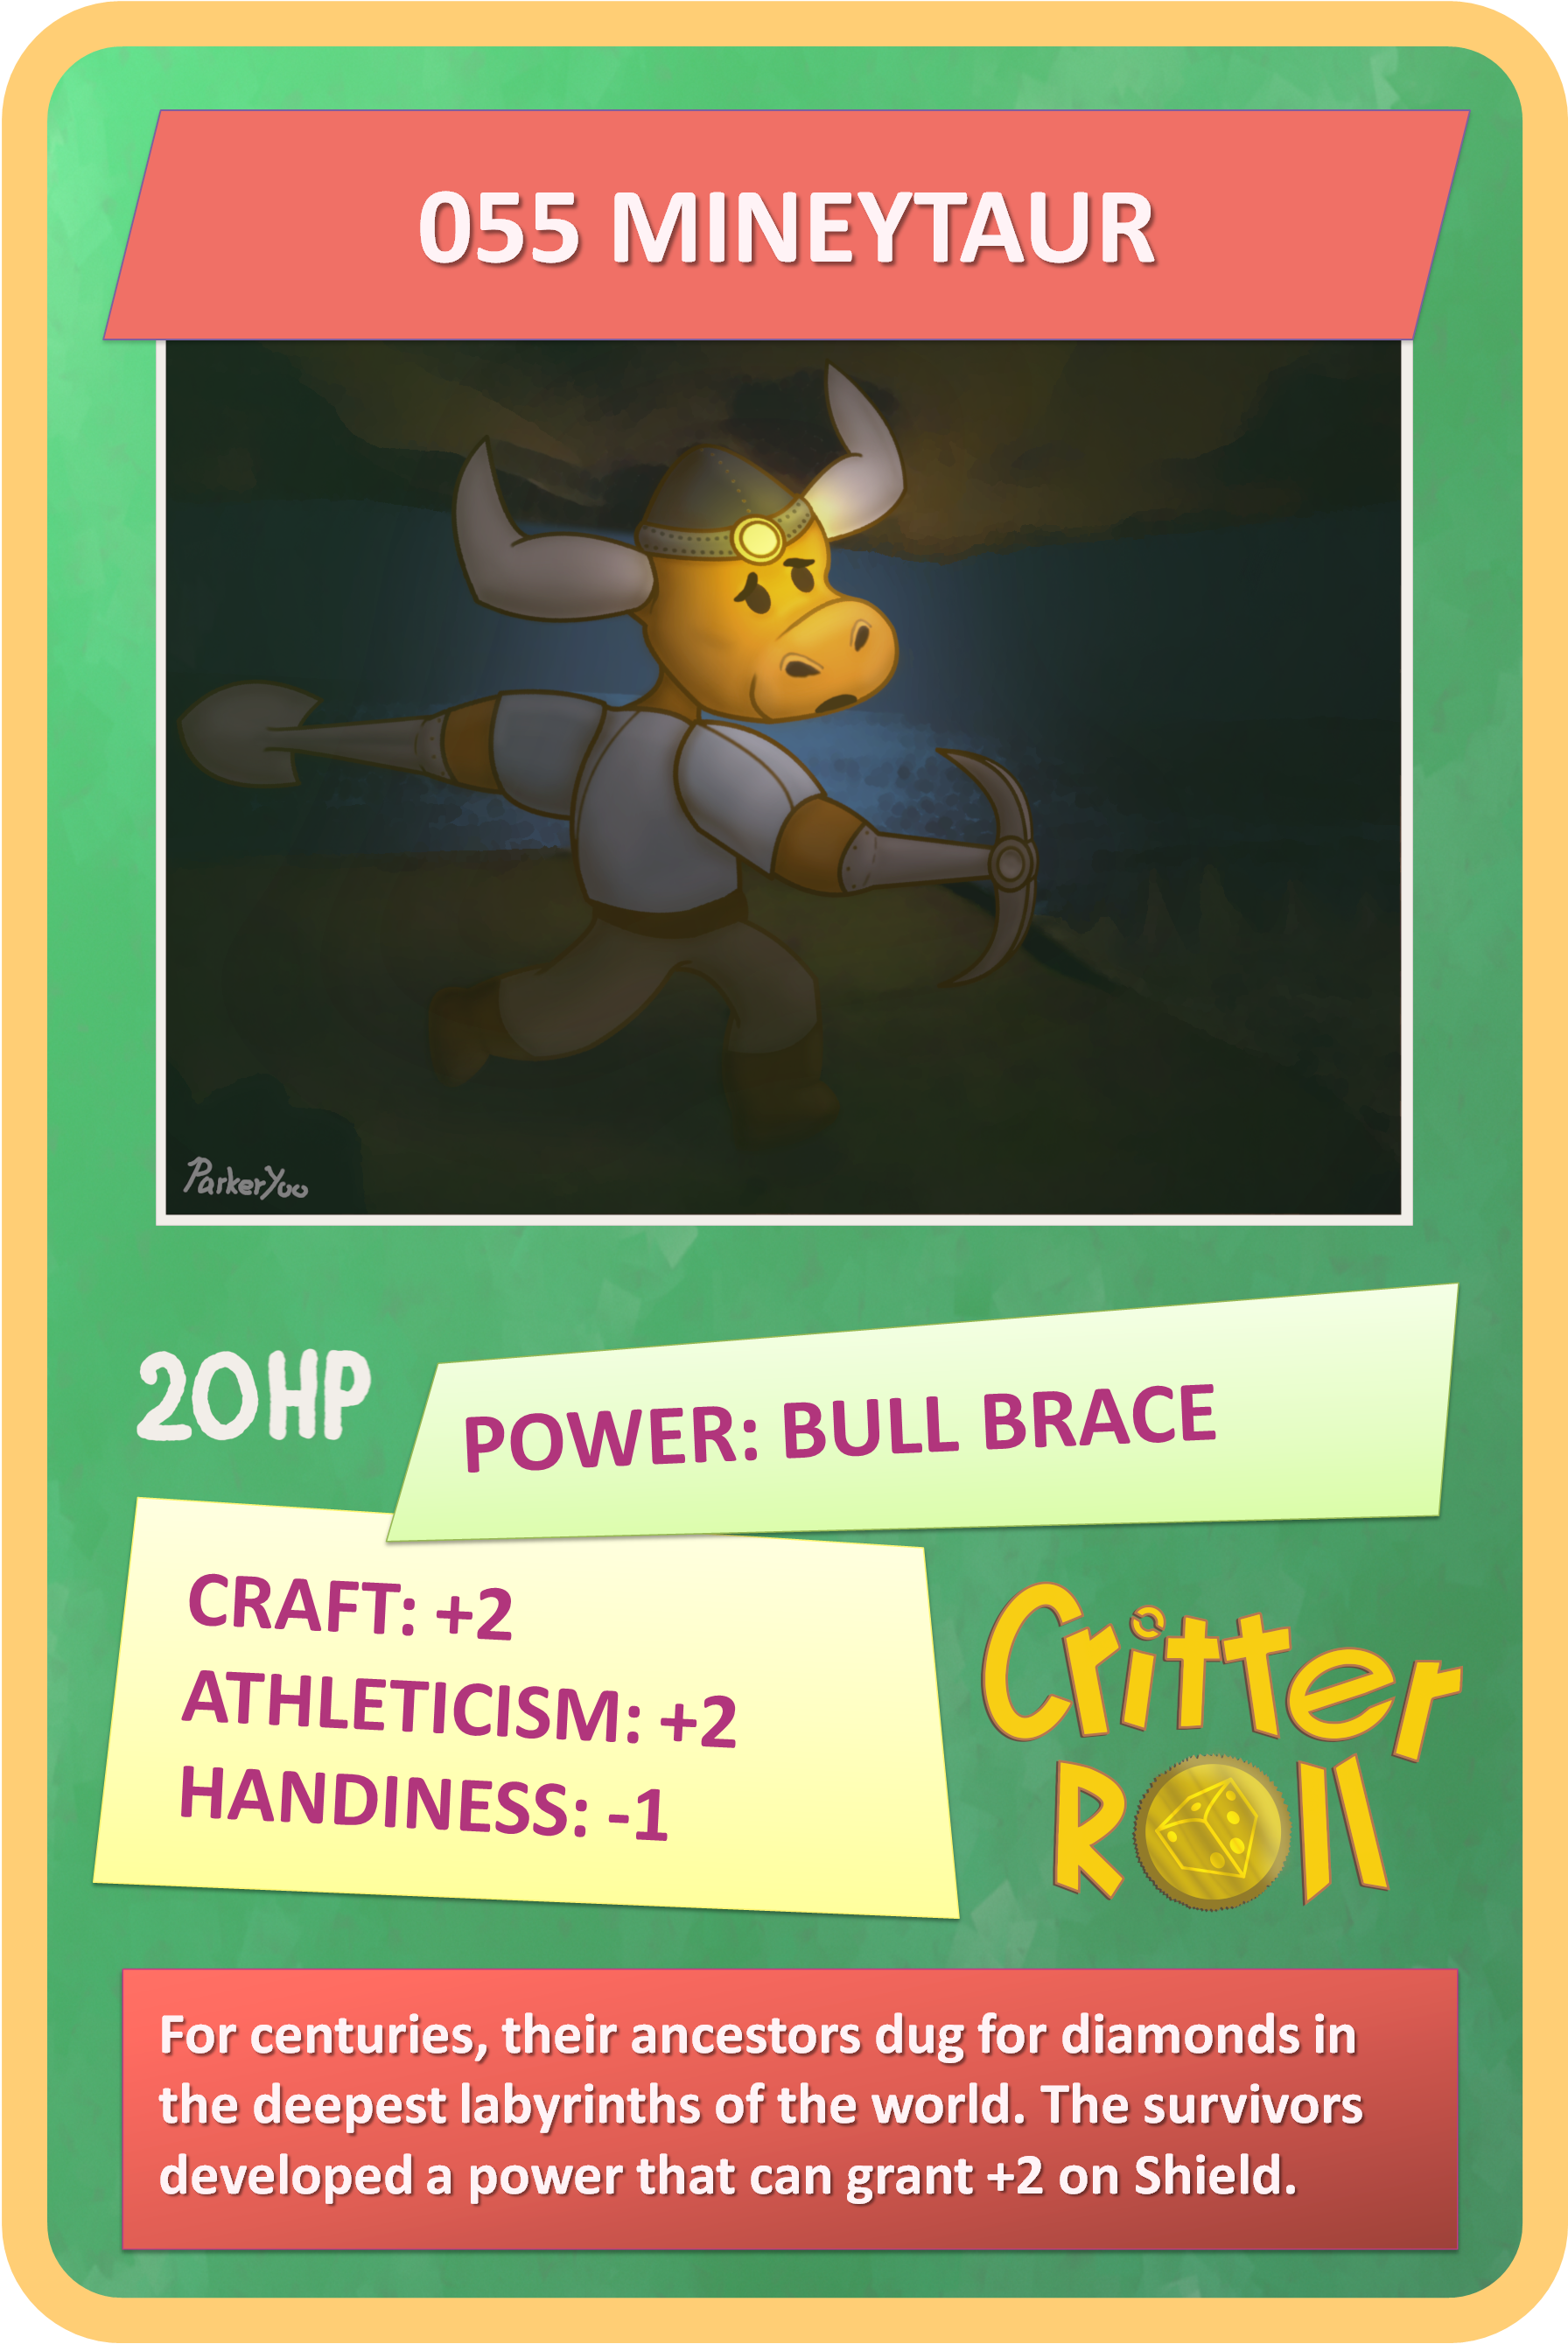 055 MINEYTAUR
ParkerYoo
20HP
POWER: BULL BRACE
CRAFT: +2
ATHLETICISM: +2
HANDINESS: -1
Critter
Roll
For centuries, their ancestors dug for diamonds in
the deepest labyrinths of the world. The survivors
developed a power that can grant +2 on Shield.